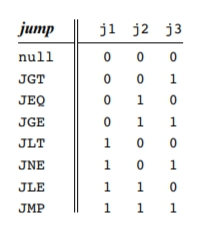 jump j1 j2 j3
null 0 0 0
JGT 0 0 1
JEQ 0 1 0
JGE 0 1 1
JLT 1 0 0
JNE 1 0 1
JLE 1 1 0
JMP 1 1 1